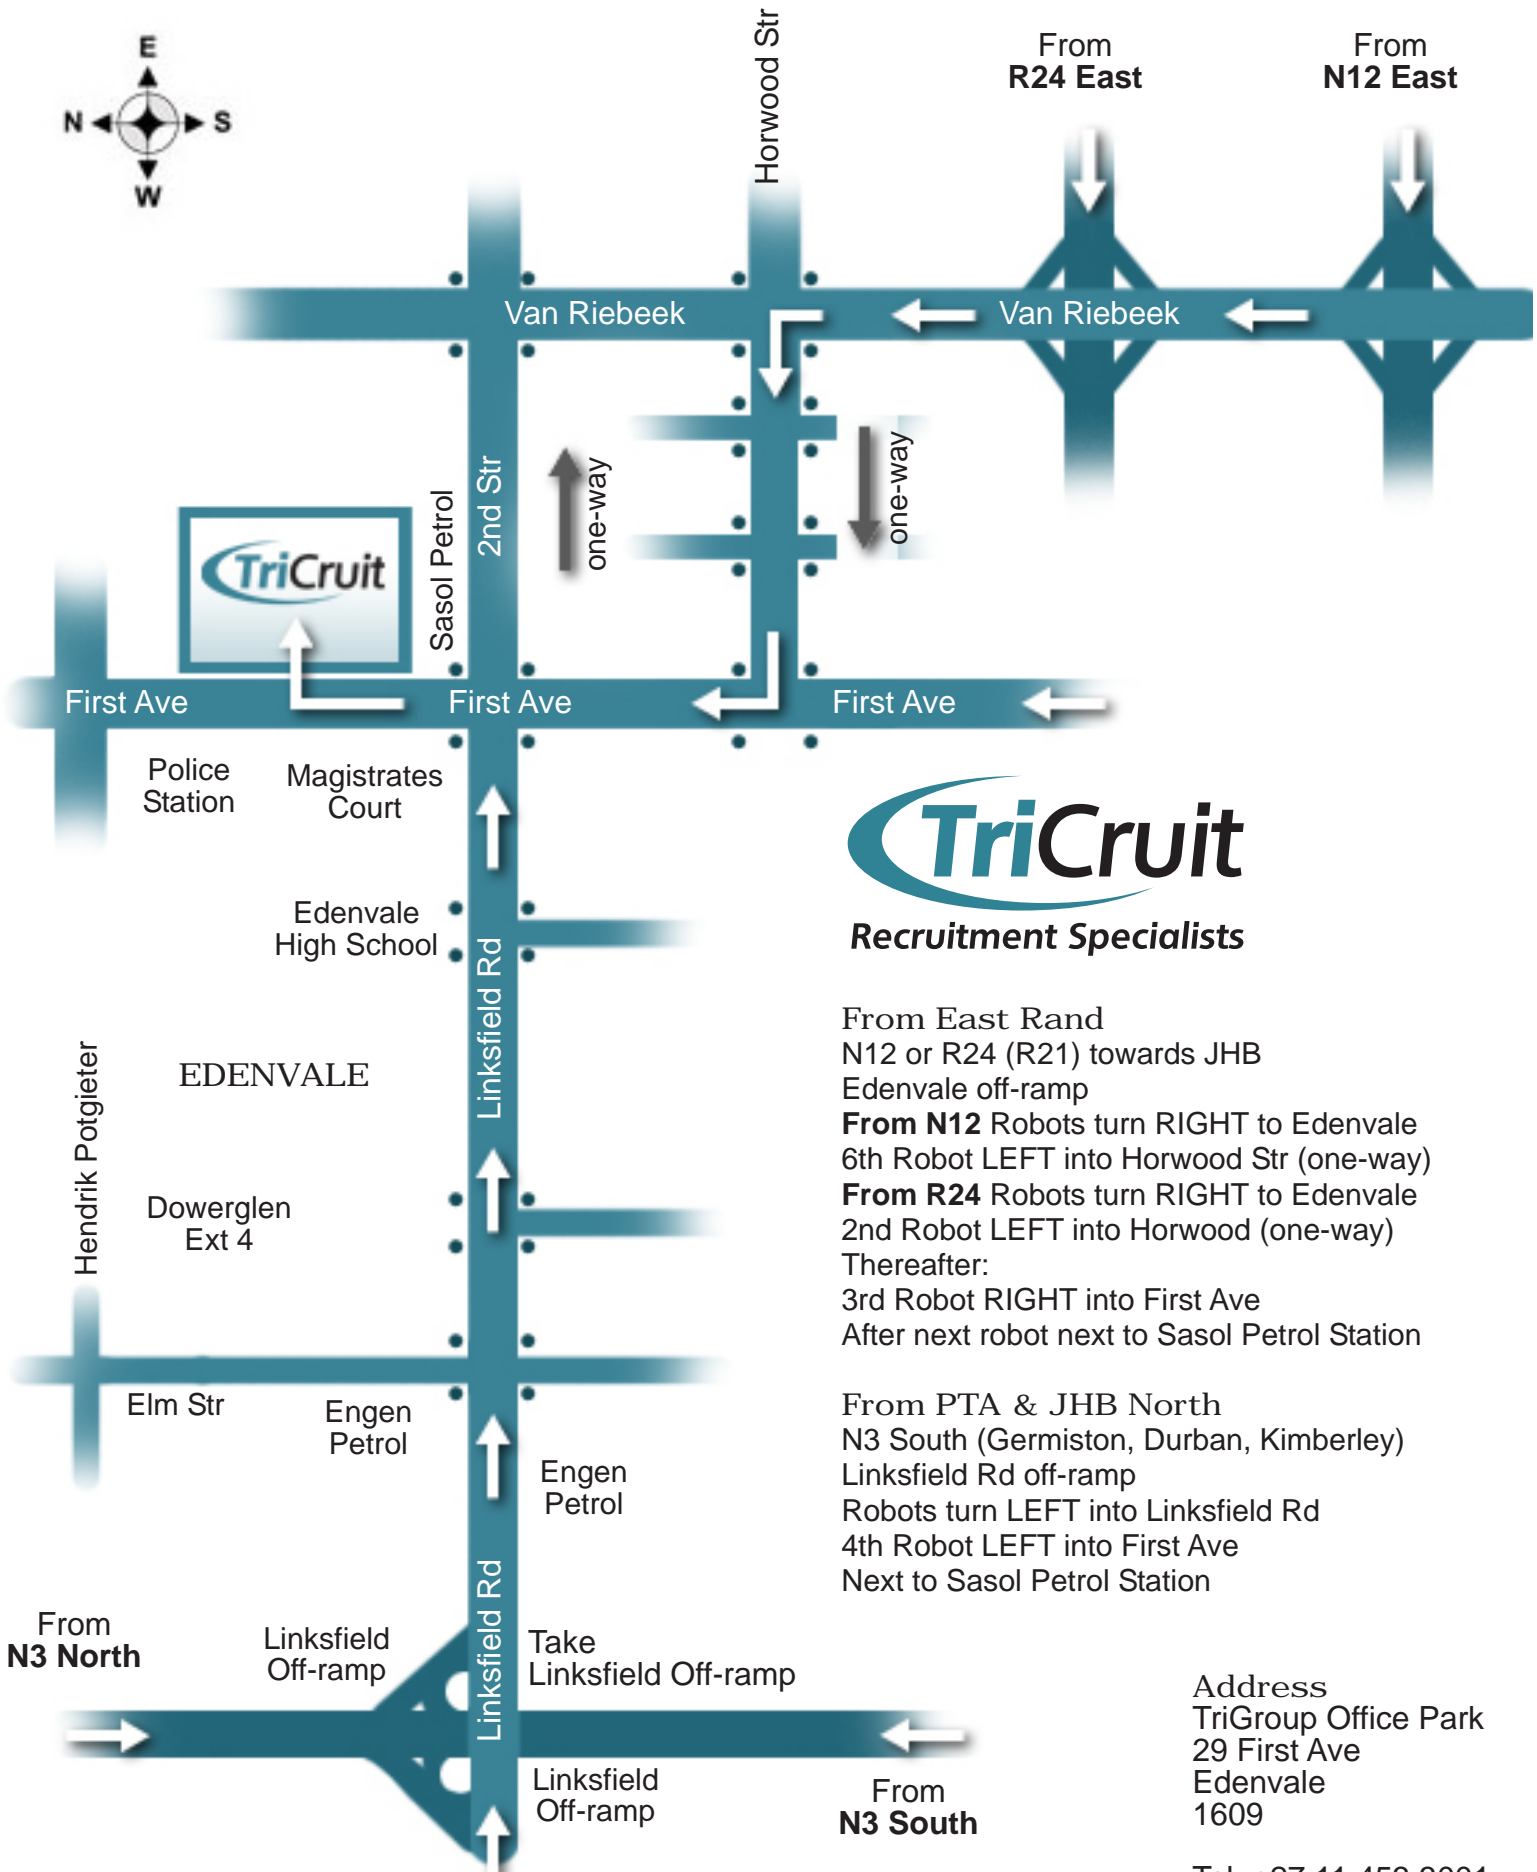 E
N
S
W
Horwood Str
From
R24 East
From
N12 East
Van Riebeek
Van Riebeek
2nd Str
Sasol Petrol
one-way
one-way
TriCruit
First Ave
First Ave
First Ave
Police
Station
Magistrates
Court
TriCruit
Recruitment Specialists
Edenvale
High School
Linksfield Rd
EDENVALE
Hendrik Potgieter
Dowerglen
Ext 4
Elm Str
Engen
Petrol
Engen
Petrol
Linksfield Rd
From
N3 North
Linksfield
Off-ramp
Take
Linksfield Off-ramp
Linksfield
Off-ramp
From
N3 South
From East Rand
N12 or R24 (R21) towards JHB
Edenvale off-ramp
From N12 Robots turn RIGHT to Edenvale
6th Robot LEFT into Horwood Str (one-way)
From R24 Robots turn RIGHT to Edenvale
2nd Robot LEFT into Horwood (one-way)
Thereafter:
3rd Robot RIGHT into First Ave
After next robot next to Sasol Petrol Station
From PTA & JHB North
N3 South (Germiston, Durban, Kimberley)
Linksfield Rd off-ramp
Robots turn LEFT into Linksfield Rd
4th Robot LEFT into First Ave
Next to Sasol Petrol Station
Address
TriGroup Office Park
29 First Ave
Edenvale
1609